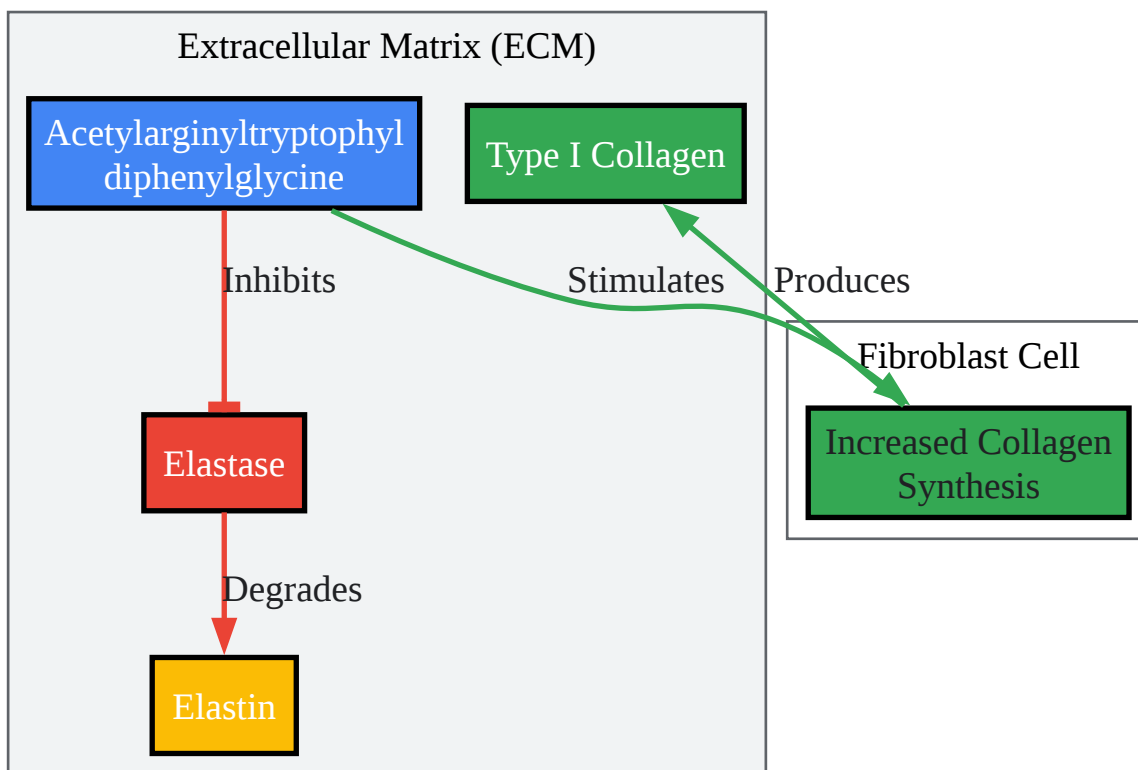 Extracellular Matrix (ECM)
Acetylarginyltryptophyl
diphenylglycine
Type I Collagen
Inhibits
Stimulates
Produces
Fibroblast Cell
Increased Collagen
Synthesis
Elastase
Degrades
Elastin